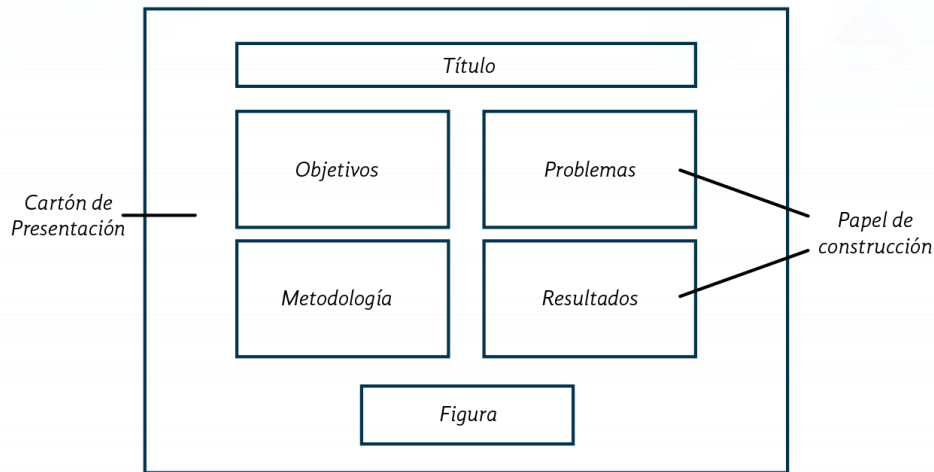 Título
Objetivos
Problemas
Cartón de
Presentación
Papel de
construcción
Metodología
Resultados
Figura